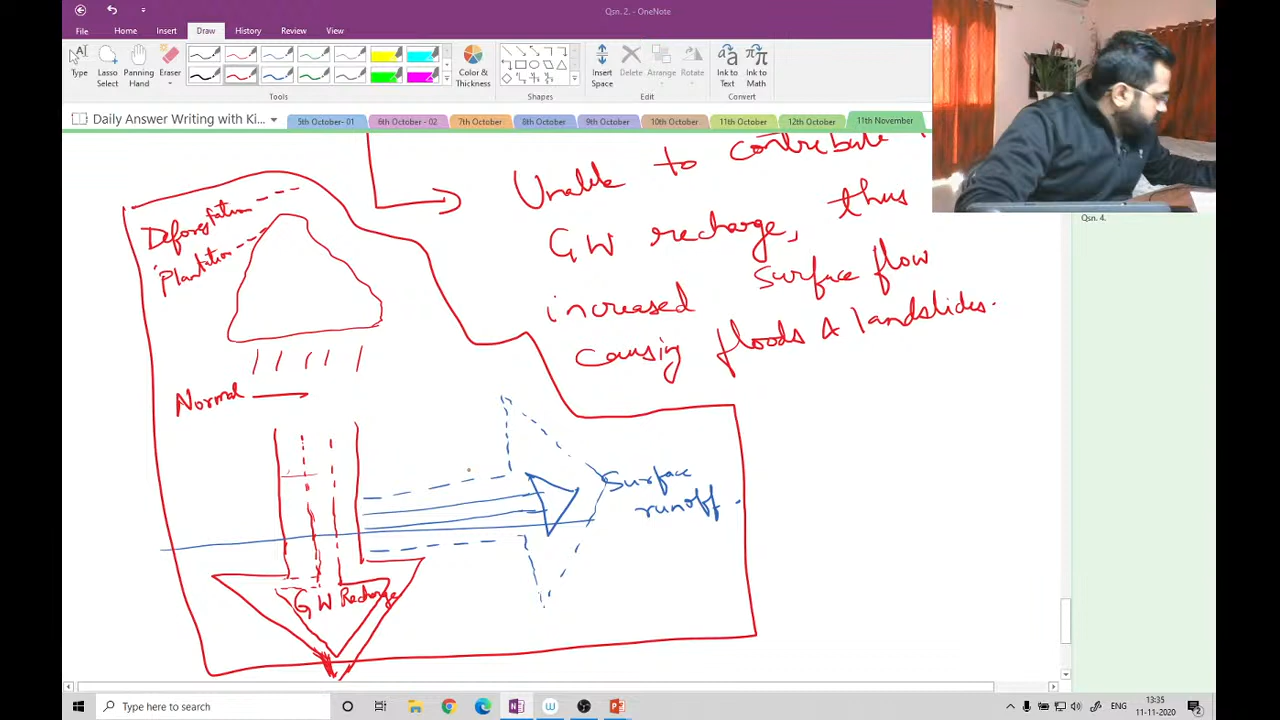 Qsn. 2. - OneNote
File Home Insert Draw History Review View
Type
Lasso Select
Panning Hand
Eraser
Color & Thickness
Insert Space
Delete
Arrange
Rotate
Ink to Text
Ink to Math
Tools
Shapes
Edit
Convert
Daily Answer Writing with Ki...
5th October- 01
6th October - 02
7th October
8th October
9th October
10th October
11th October
12th October
11th November
Qsn. 4.
Unable to contribute
GW recharge, thus
increased surface flow
causing floods & landslides.
Deforestation
Plantation
Normal
Surface
runoff
GW Recharge
Type here to search
ENG
13:35
11-11-2020
2